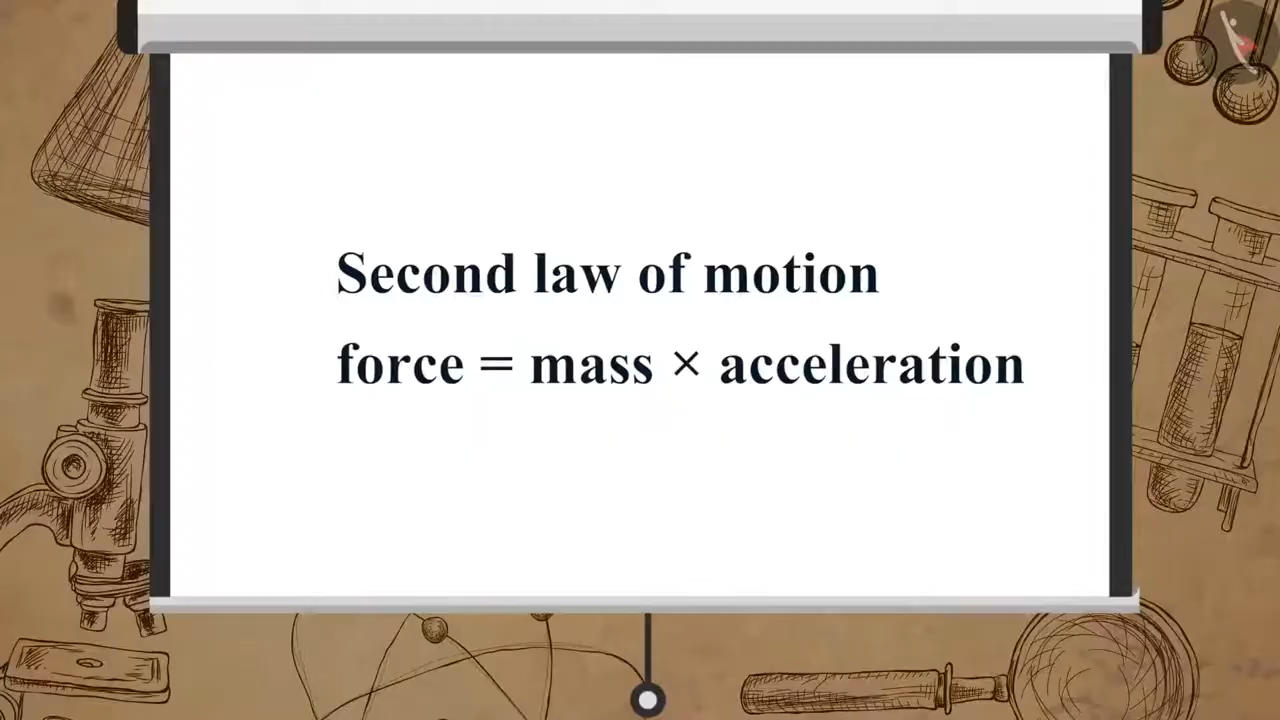 Second law of motion
force = mass × acceleration